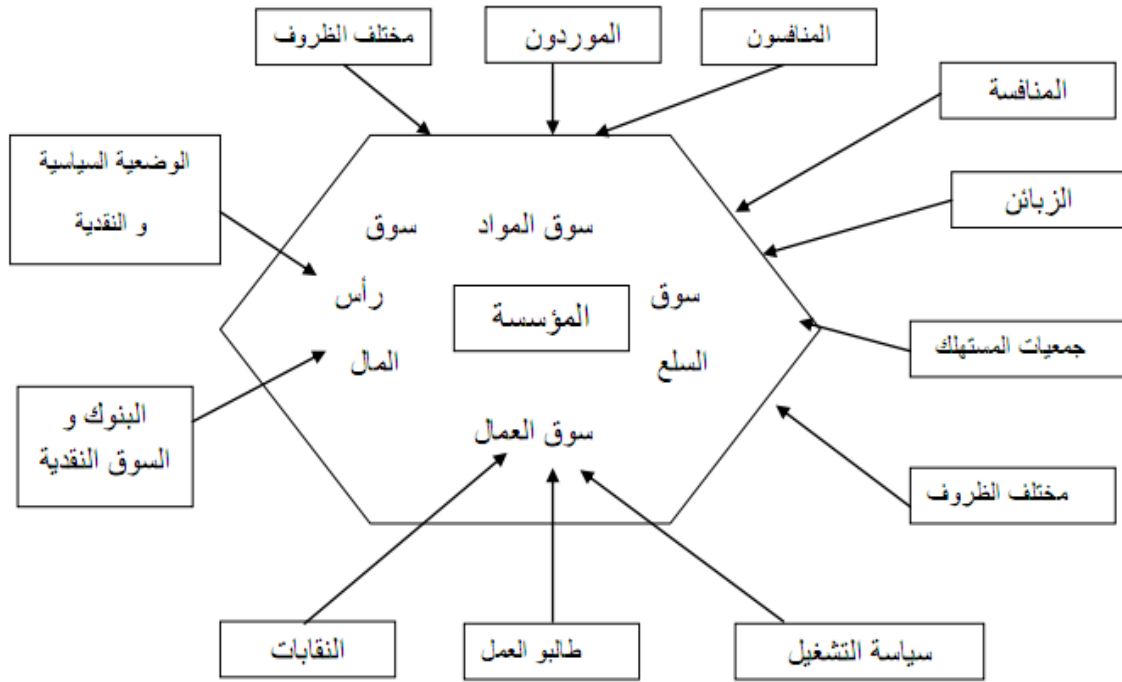 المنافسون
الموردون
مختلف الظروف
المنافسة
الوضعية السياسية
و النقدية
الزبائن
سوق المواد
سوق
سوق
رأس
المؤسسة
جمعيات المستهلك
السلع
المال
البنوك و
السوق النقدية
سوق العمال
مختلف الظروف
سياسة التشغيل
طالبو العمل
النقابات